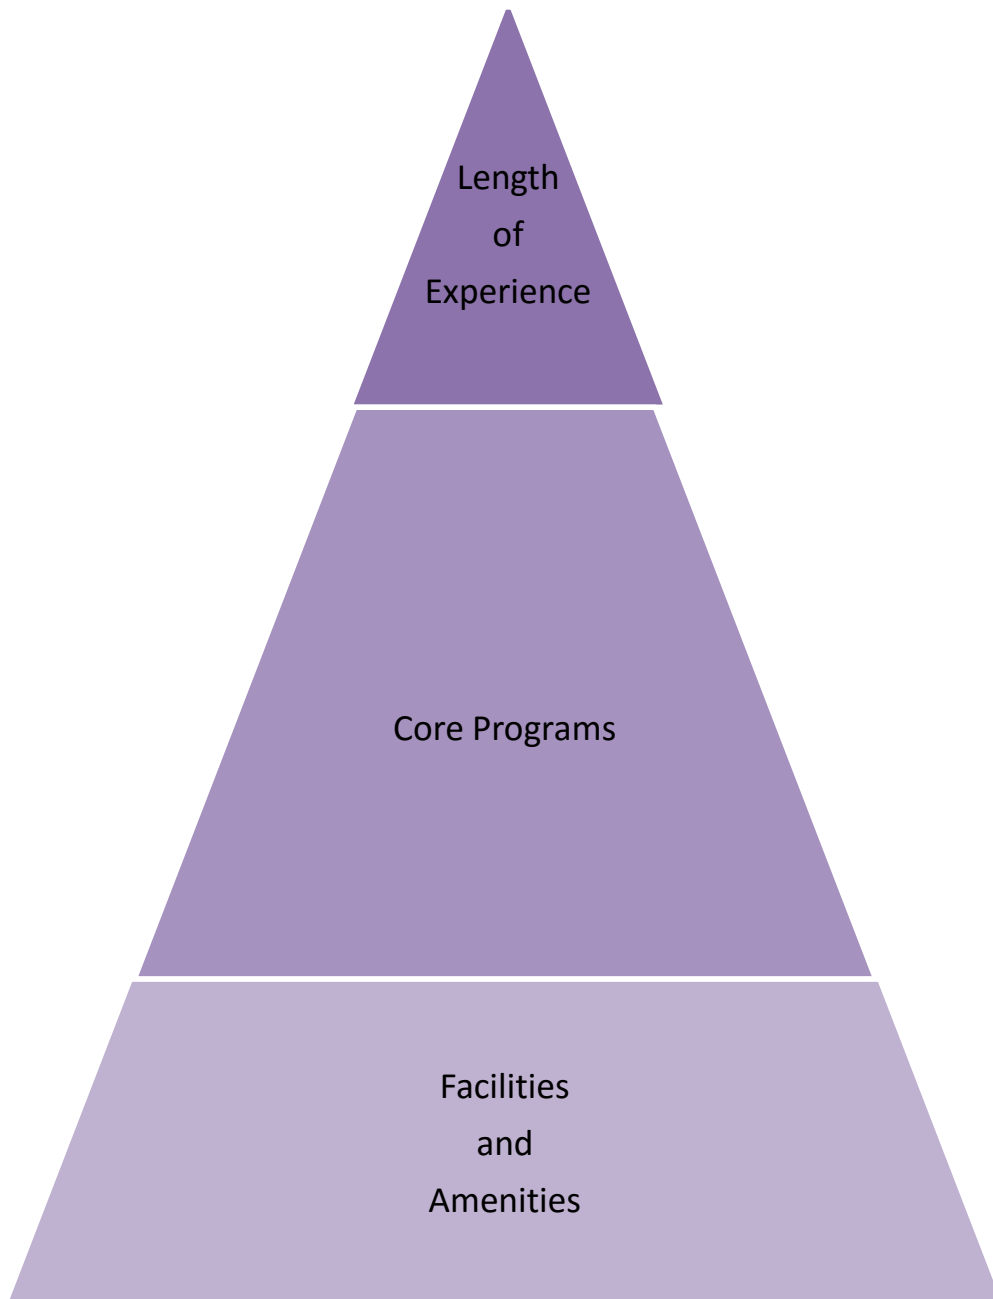 Length
of
Experience
Core Programs
Facilities
and
Amenities